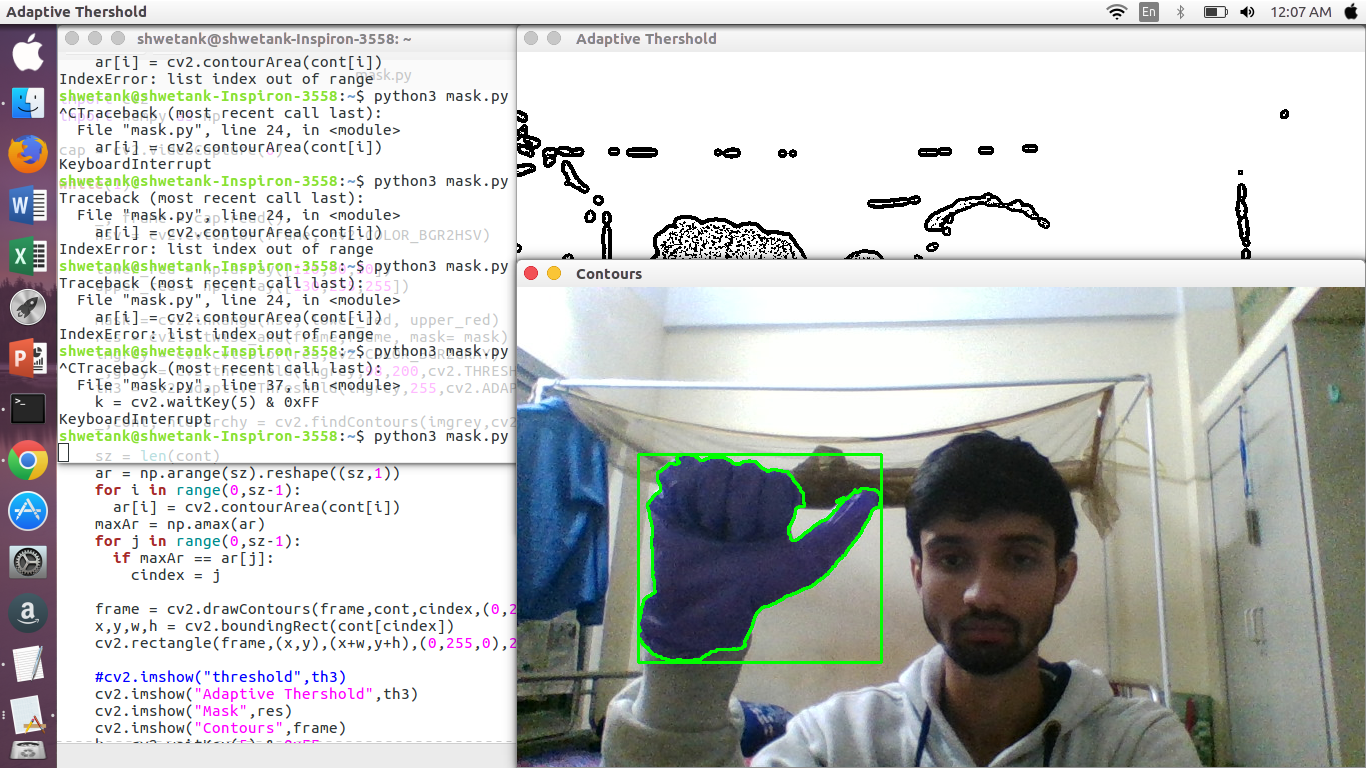 Adaptive Thershold
En
12:07 AM
shwetank@shwetank-Inspiron-3558: ~
ar[i] = cv2.contourArea(cont[i])
mask.py
IndexError: list index out of range
shwetank@shwetank-Inspiron-3558:~$ python3 mask.py
^CTraceback (most recent call last):
File "mask.py", line 24, in <module>
ar[i] = cv2.contourArea(cont[i])
KeyboardInterrupt
shwetank@shwetank-Inspiron-3558:~$ python3 mask.py
Traceback (most recent call last):
File "mask.py", line 24, in <module>
ar[i] = cv2.contourArea(cont[i])
IndexError: list index out of range
shwetank@shwetank-Inspiron-3558:~$ python3 mask.py
Traceback (most recent call last):
File "mask.py", line 24, in <module>
ar[i] = cv2.contourArea(cont[i])
IndexError: list index out of range
shwetank@shwetank-Inspiron-3558:~$ python3 mask.py
^CTraceback (most recent call last):
File "mask.py", line 37, in <module>
k = cv2.waitKey(5) & 0xFF
KeyboardInterrupt
shwetank@shwetank-Inspiron-3558:~$ python3 mask.py
sz = len(cont)
ar = np.arange(sz).reshape((sz,1))
for i in range(0,sz-1):
ar[i] = cv2.contourArea(cont[i])
maxAr = np.amax(ar)
for j in range(0,sz-1):
if maxAr == ar[j]:
cindex = j
frame = cv2.drawContours(frame,cont,cindex,(0,2
x,y,w,h = cv2.boundingRect(cont[cindex])
cv2.rectangle(frame,(x,y),(x+w,y+h),(0,255,0),2
#cv2.imshow("threshold",th3)
cv2.imshow("Adaptive Thershold",th3)
cv2.imshow("Mask",res)
cv2.imshow("Contours",frame)
Adaptive Thershold
Contours